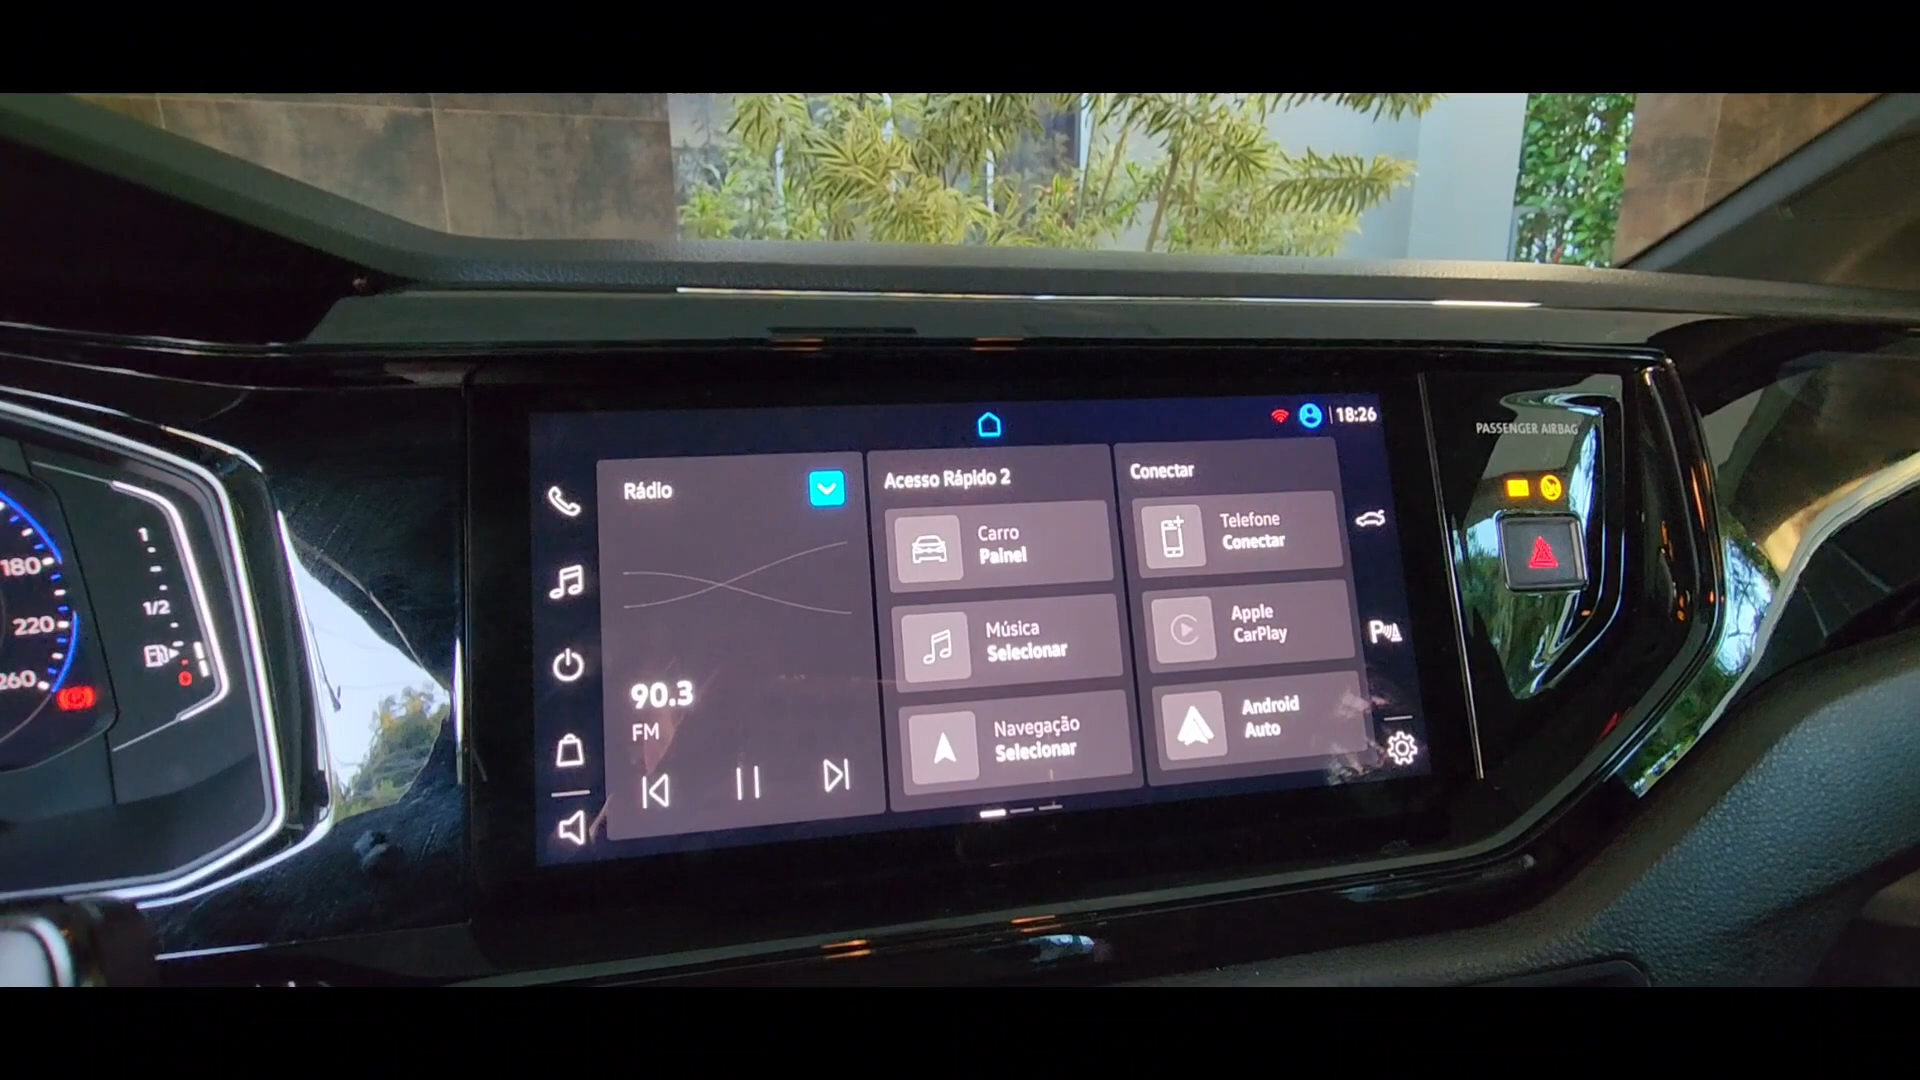 18:26
PASSENGER AIRBAG
Rádio
90.3
FM
Acesso Rápido 2
Carro
Painel
Música
Selecionar
Navegação
Selecionar
Conectar
Telefone
Conectar
Apple
CarPlay
Android
Auto
P
180
220
260
1
1/2
0